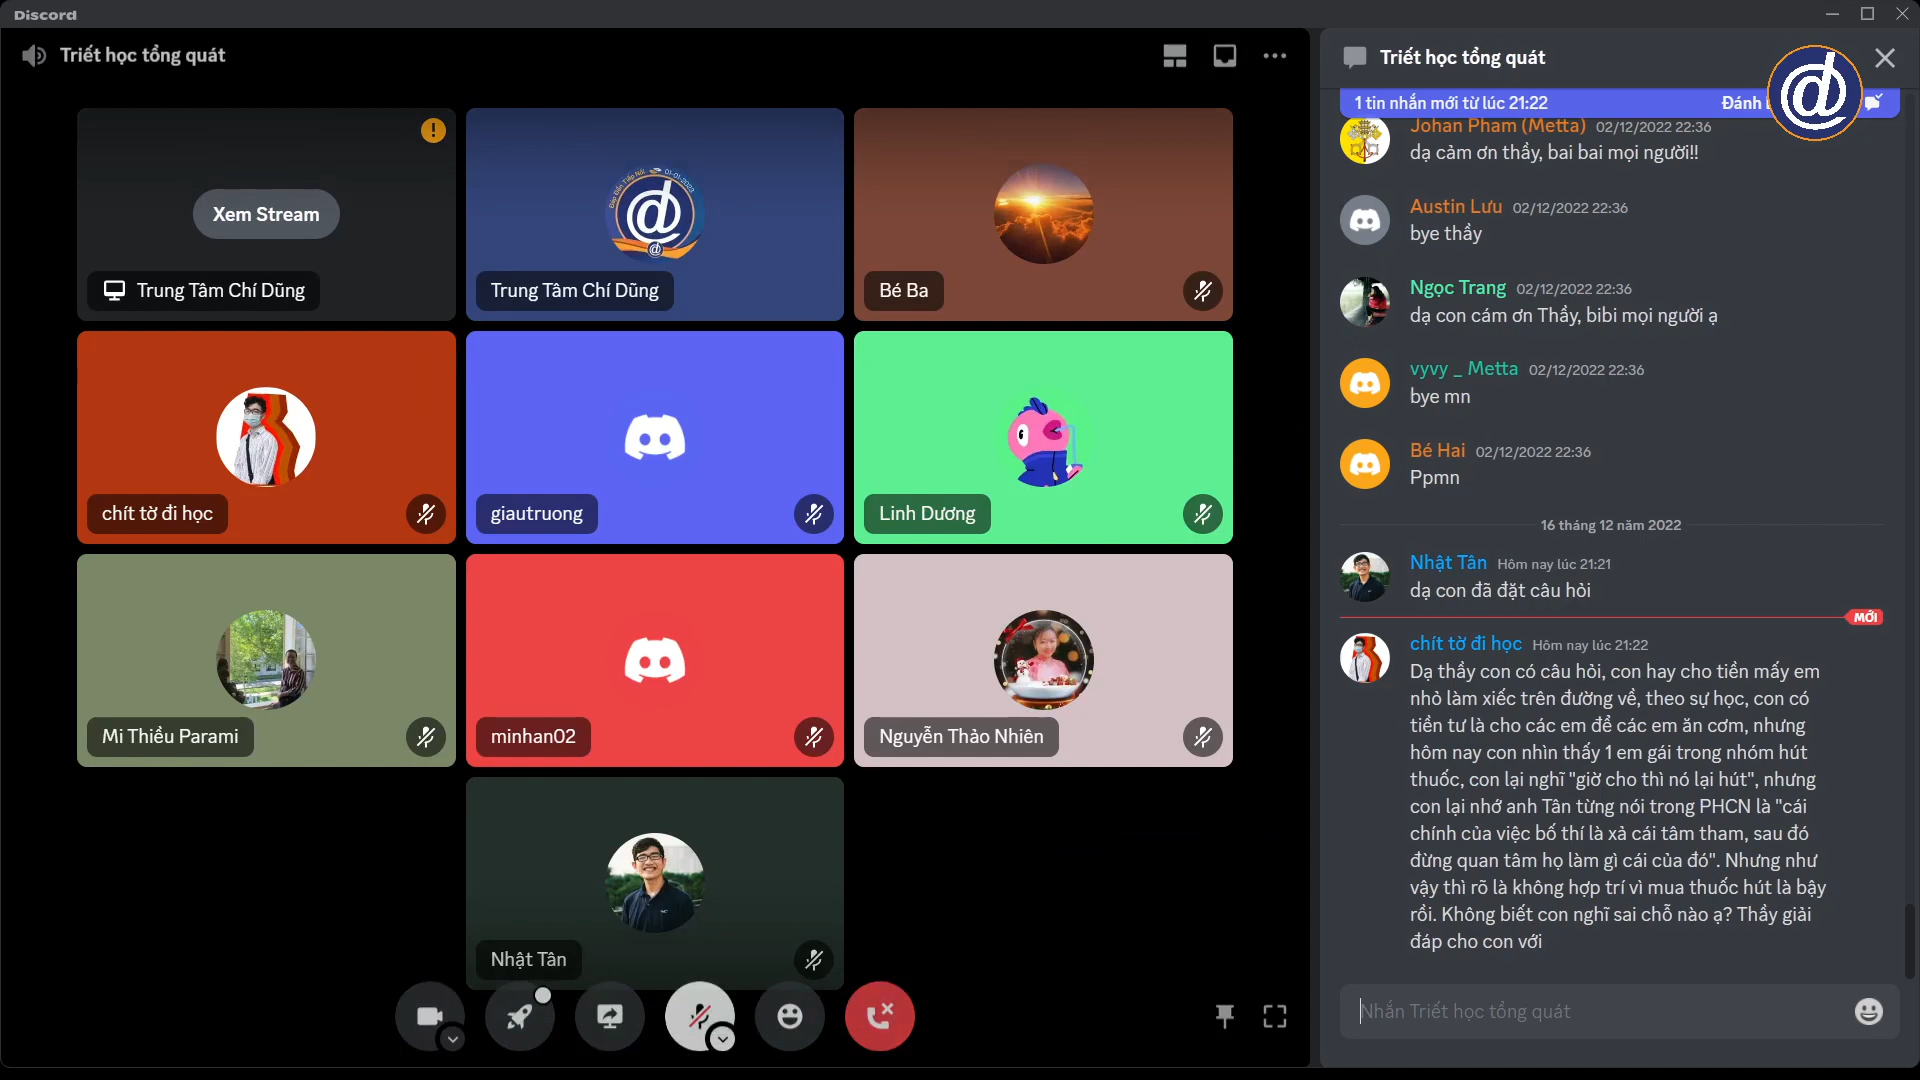 Discord
Triết học tổng quát
Xem Stream
Trung Tâm Chí Dũng
Trung Tâm Chí Dũng
Bé Ba
chít tờ đi học
giautruong
Linh Dương
Mi Thiều Parami
minhan02
Nguyễn Thảo Nhiên
Nhật Tân
Triết học tổng quát
1 tin nhắn mới từ lúc 21:22
Đánh
Johan Pham (Metta) 02/12/2022 22:36
dạ cảm ơn thầy, bai bai mọi người!!
Austin Lưu 02/12/2022 22:36
bye thầy
Ngọc Trang 02/12/2022 22:36
dạ con cám ơn Thầy, bibi mọi người ạ
vyvy _ Metta 02/12/2022 22:36
bye mn
Bé Hai 02/12/2022 22:36
Ppmn
16 tháng 12 năm 2022
Nhật Tân Hôm nay lúc 21:21
dạ con đã đặt câu hỏi
MỚI
chít tờ đi học Hôm nay lúc 21:22
Dạ thầy con có câu hỏi, con hay cho tiền mấy em
nhỏ làm xiếc trên đường về, theo sự học, con có
tiền tư là cho các em để các em ăn cơm, nhưng
hôm nay con nhìn thấy 1 em gái trong nhóm hút
thuốc, con lại nghĩ "giờ cho thì nó lại hút", nhưng
con lại nhớ anh Tân từng nói trong PHCN là "cái
chính của việc bố thí là xả cái tâm tham, sau đó
đừng quan tâm họ làm gì cái của đó". Nhưng như
vậy thì rõ là không hợp trí vì mua thuốc hút là bậy
rồi. Không biết con nghĩ sai chỗ nào ạ? Thầy giải
đáp cho con với
Nhắn Triết học tổng quát